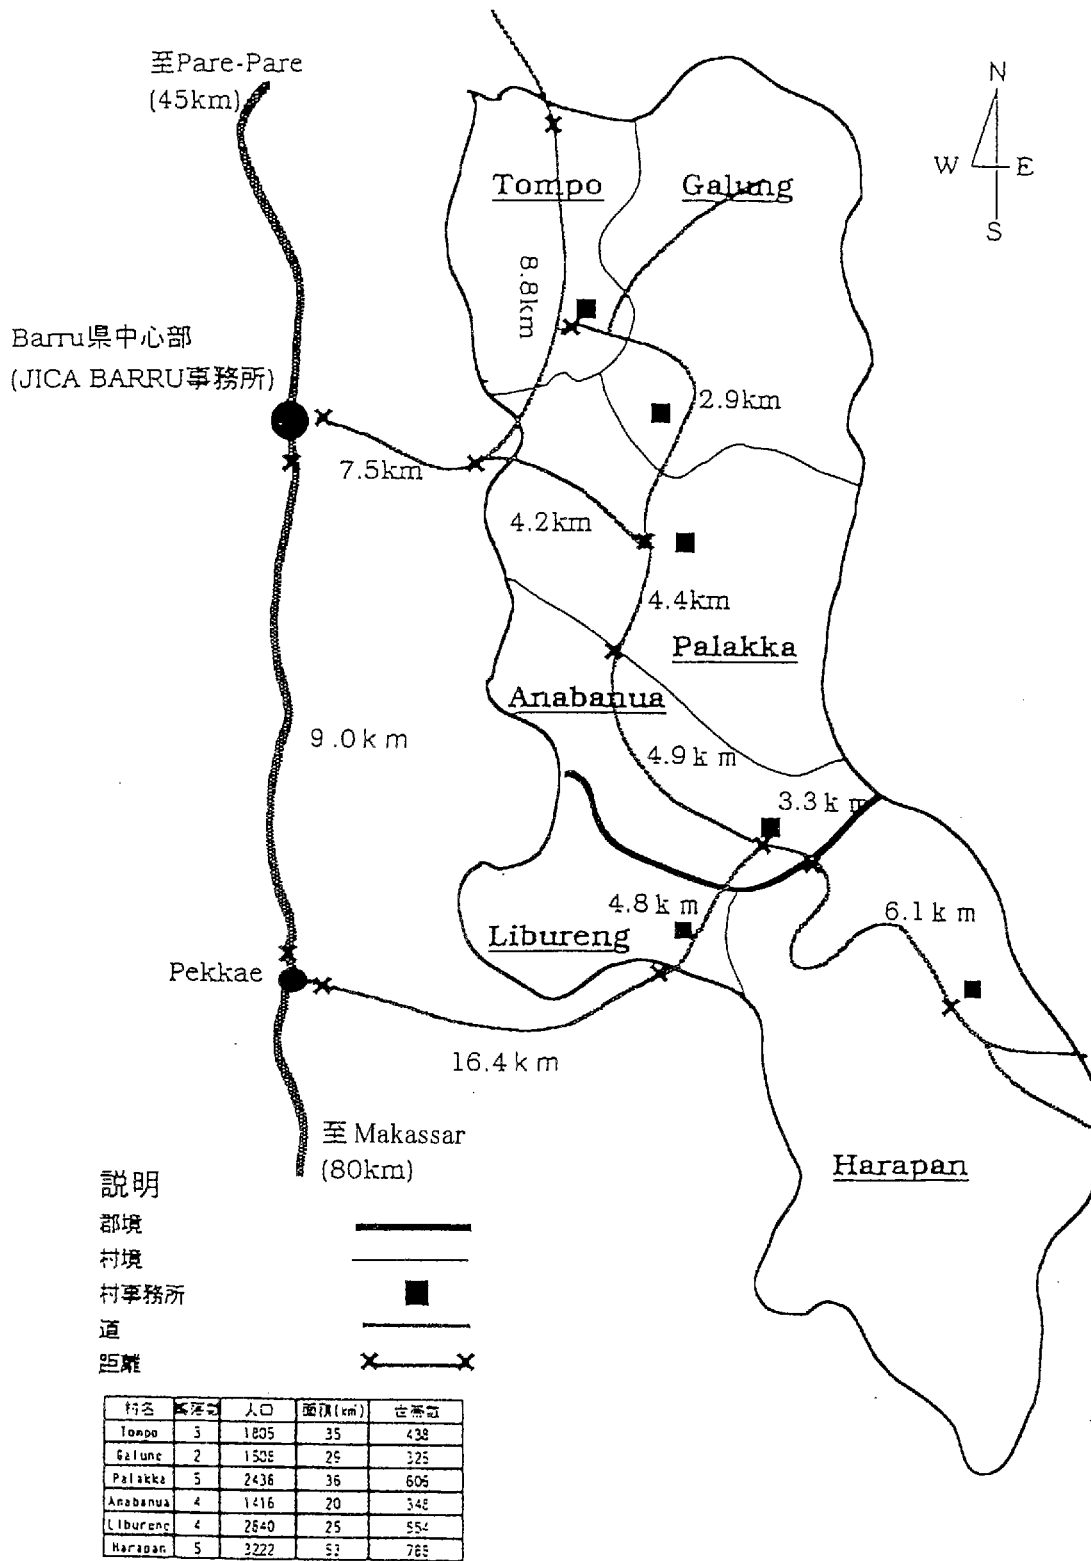 至Pare-Pare
(45km)
N
W E
S
Tompo
Galung
8.8km
Barru県中心部
(JICA BARRU事務所)
2.9km
7.5km
4.2km
4.4km
Palakka
Anabanua
9.0km
4.9km
3.3km
4.8km
6.1km
Libureng
Pekkae
16.4km
至Makassar
(80km)
Harapan
説明
郡境
村境
村事務所
道
距離
村名 集落数 人口 面積(km²) 世帯数
Tompo 3 1805 35 438
Galung 2 29 325
Palakka 5 2436 36 606
Anabanua 4 1416 20 348
Libureng 4 2640 25 554
Harapan 5 3222 53